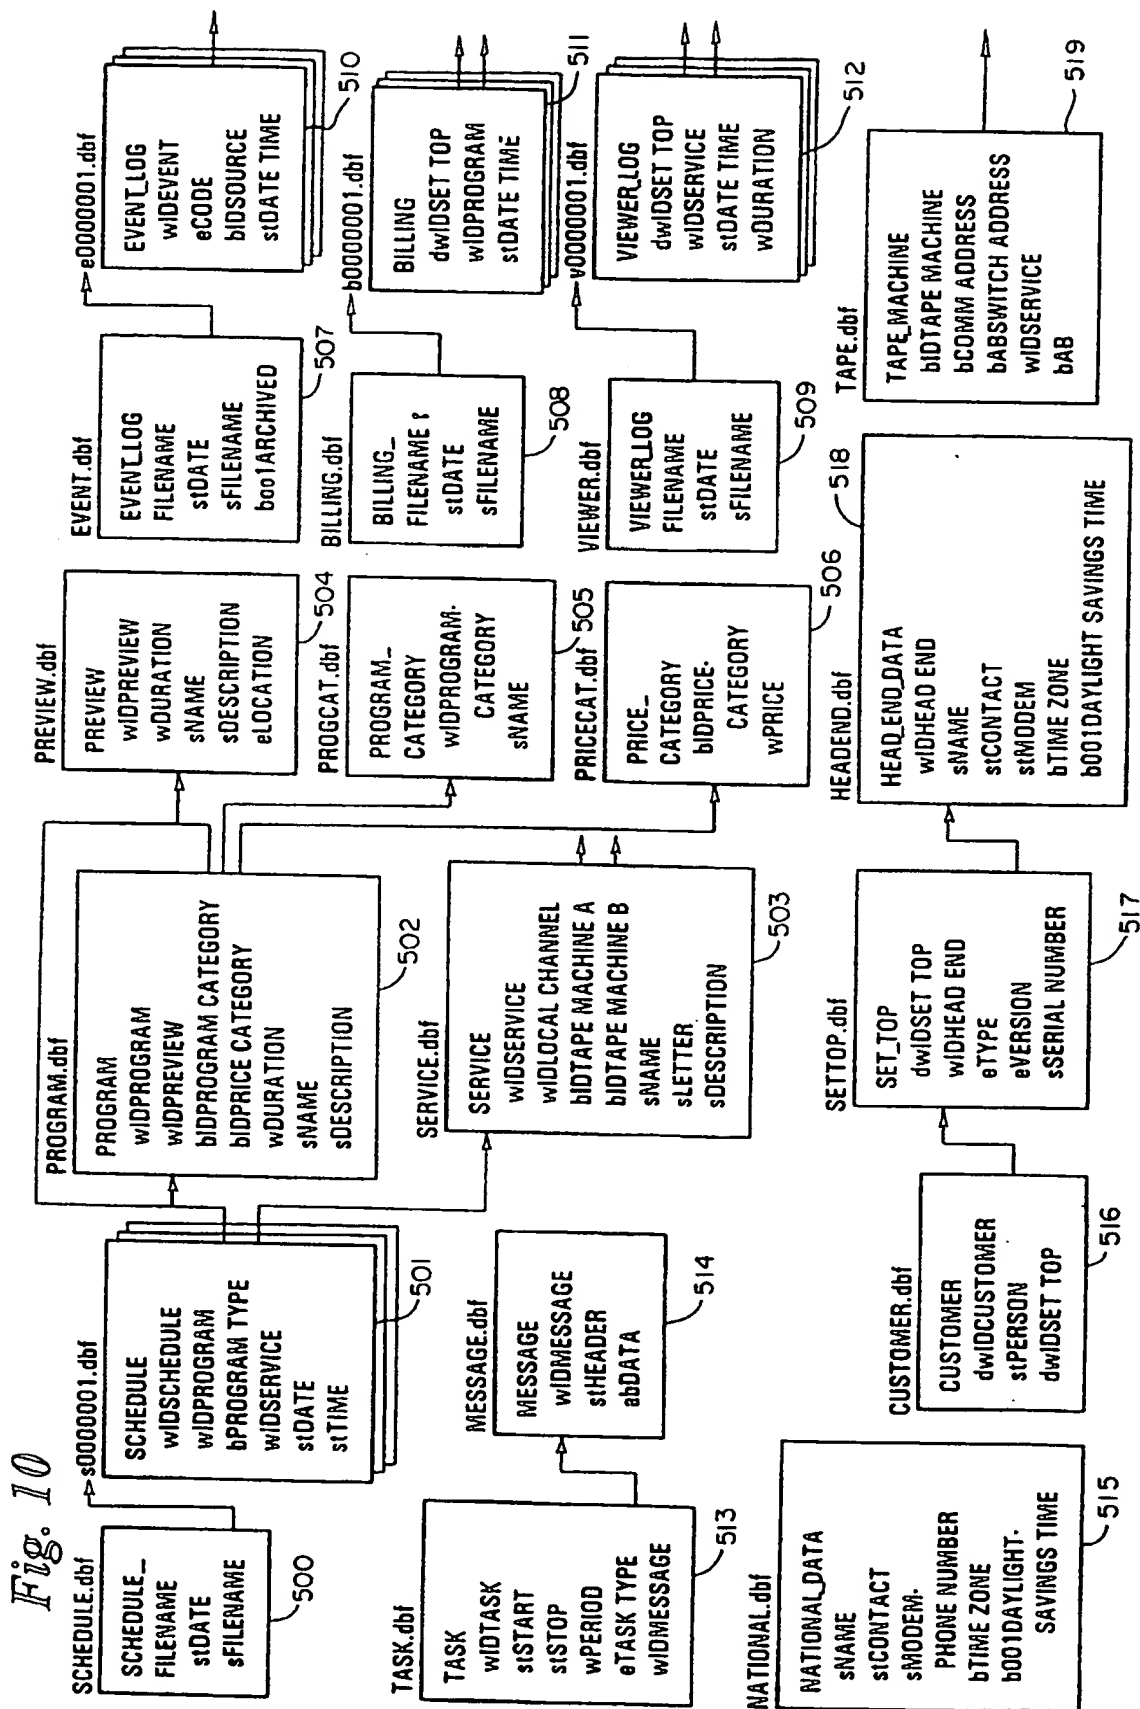 Fig. 10
SCHEDULE.dbf
SCHEDULE_
FILENAME
stDATE
sFILENAME
500
s0000001.dbf
SCHEDULE
wIDSCHEDULE
wIDPROGRAM
bPROGRAM TYPE
wIDSERVICE
stDATE
stTIME
501
PROGRAM.dbf
PROGRAM
wIDPROGRAM
wIDPREVIEW
bIDPROGRAM CATEGORY
bIDPRICE CATEGORY
wDURATION
sNAME
sDESCRIPTION
502
PREVIEW.dbf
PREVIEW
wIDPREVIEW
wDURATION
sNAME
sDESCRIPTION
eLOCATION
504
EVENT.dbf
EVENT_LOG
FILENAME
stDATE
sFILENAME
boo1ARCHIVED
507
e0000001.dbf
EVENT_LOG
wIDEVENT
eCODE
bIDSOURCE
stDATE TIME
510
PROGCAT.dbf
PROGRAM_
CATEGORY
wIDPROGRAM-
CATEGORY
sNAME
505
BILLING.dbf
BILLING_
FILENAME
stDATE
sFILENAME
508
b0000001.dbf
BILLING
dwIDSET TOP
wIDPROGRAM
stDATE TIME
511
TASK.dbf
TASK
wIDTASK
stSTART
stSTOP
wPERIOD
eTASK TYPE
wIDMESSAGE
513
MESSAGE.dbf
MESSAGE
wIDMESSAGE
stHEADER
abDATA
514
SERVICE.dbf
SERVICE
wIDSERVICE
wIDLOCAL CHANNEL
bIDTAPE MACHINE A
bIDTAPE MACHINE B
sNAME
sLETTER
sDESCRIPTION
503
PRICECAT.dbf
PRICE_
CATEGORY
bIDPRICE-
CATEGORY
wPRICE
506
VIEWER.dbf
VIEWER_LOG
FILENAME
stDATE
sFILENAME
509
v0000001.dbf
VIEWER_LOG
dwIDSET TOP
wIDSERVICE
stDATE TIME
wDURATION
512
NATIONAL.dbf
NATIONAL_DATA
sNAME
stCONTACT
sMODEM-
PHONE NUMBER
bTIME ZONE
b001DAYLIGHT-
SAVINGS TIME
515
CUSTOMER.dbf
CUSTOMER
dwIDCUSTOMER
stPERSON
dwIDSET TOP
516
SETTOP.dbf
SET_TOP
dwIDSET TOP
wIDHEAD END
eTYPE
eVERSION
sSERIAL NUMBER
517
HEADEND.dbf
HEAD_END_DATA
wIDHEAD END
sNAME
stCONTACT
stMODEM
bTIME ZONE
b001DAYLIGHT SAVINGS TIME
518
TAPE.dbf
TAPE_MACHINE
bIDTAPE MACHINE
bCOMM ADDRESS
bABSWITCH ADDRESS
wIDSERVICE
bAB
519